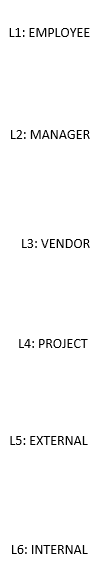 L1: EMPLOYEE
L2: MANAGER
L3: VENDOR
L4: PROJECT
L5: EXTERNAL
L6: INTERNAL